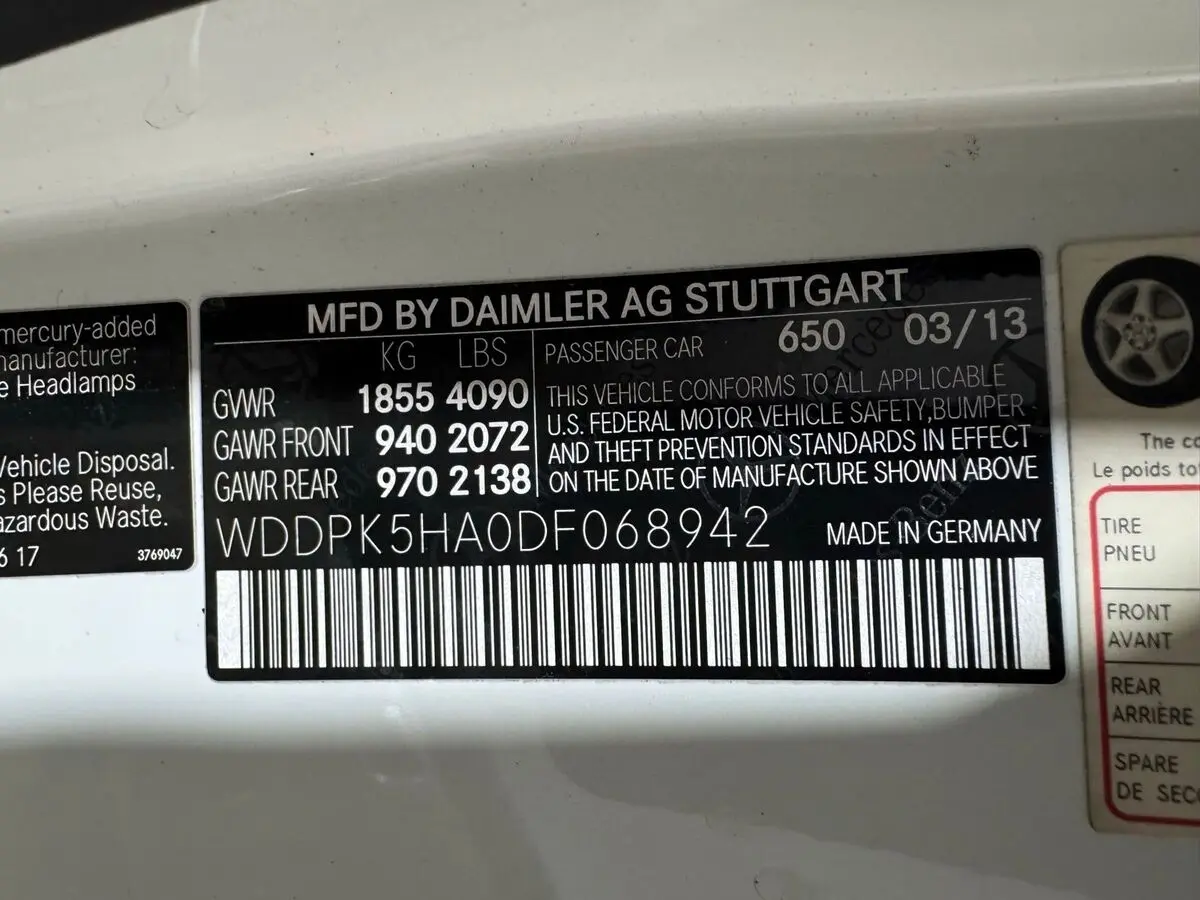 mercury-added
manufacturer:
e Headlamps
Vehicle Disposal.
s Please Reuse,
azardous Waste.
6 17 3769047
MFD BY DAIMLER AG STUTTGART
KG LBS
GVWR 1855 4090
GAWR FRONT 940 2072
GAWR REAR 970 2138
PASSENGER CAR 650 03/13
THIS VEHICLE CONFORMS TO ALL APPLICABLE
U.S. FEDERAL MOTOR VEHICLE SAFETY,BUMPER
AND THEFT PREVENTION STANDARDS IN EFFECT
ON THE DATE OF MANUFACTURE SHOWN ABOVE
WDDPK5HA0DF068942 MADE IN GERMANY
The co
Le poids to
TIRE
PNEU
FRONT
AVANT
REAR
ARRIÈRE
SPARE
DE SECO